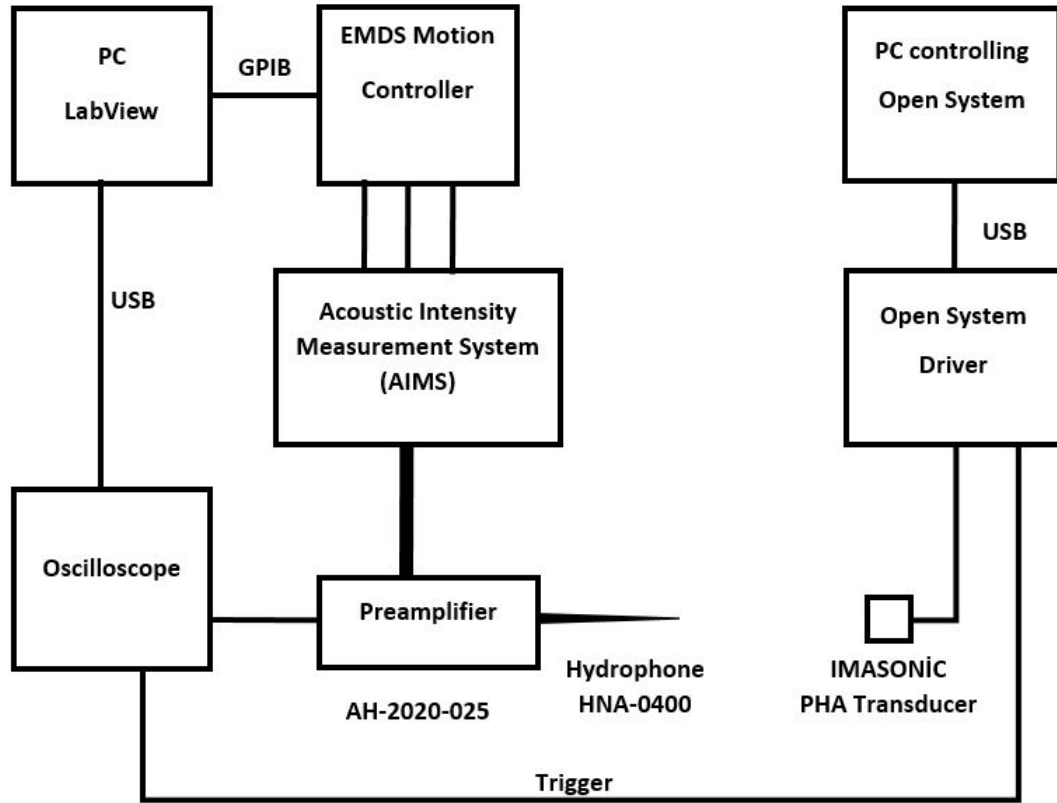 PC
LabView
GPIB
EMDS Motion
Controller
PC controlling
Open System
USB
USB
Acoustic Intensity
Measurement System
(AIMS)
Open System
Driver
Oscilloscope
Preamplifier
AH-2020-025
Hydrophone
HNA-0400
IMASONİC
PHA Transducer
Trigger